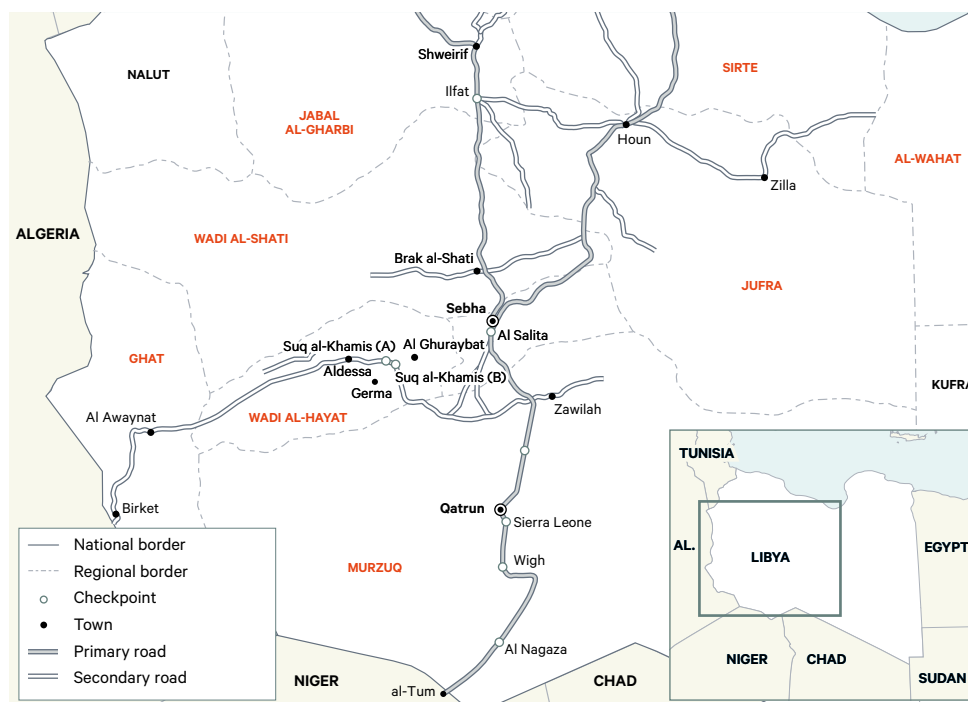 Shweirif
NALUT
SIRTE
Ilfat
JABAL
AL-GHARBI
Houn
AL-WAHAT
Zilla
ALGERIA
WADI AL-SHATI
Brak al-Shati
JUFRA
Sebha
Al Salita
Suq al-Khamis (A)
Al Ghuraybat
GHAT
Aldessa
Suq al-Khamis (B)
Germa
KUFRA
Al Awaynat
WADI AL-HAYAT
Zawilah
TUNISIA
Birket
Qatrun
Sierra Leone
National border
AL.
LIBYA
EGYPT
Wigh
Regional border
MURZUQ
Checkpoint
Town
Primary road
Al Nagaza
NIGER
CHAD
Secondary road
NIGER
CHAD
SUDAN
al-Tum